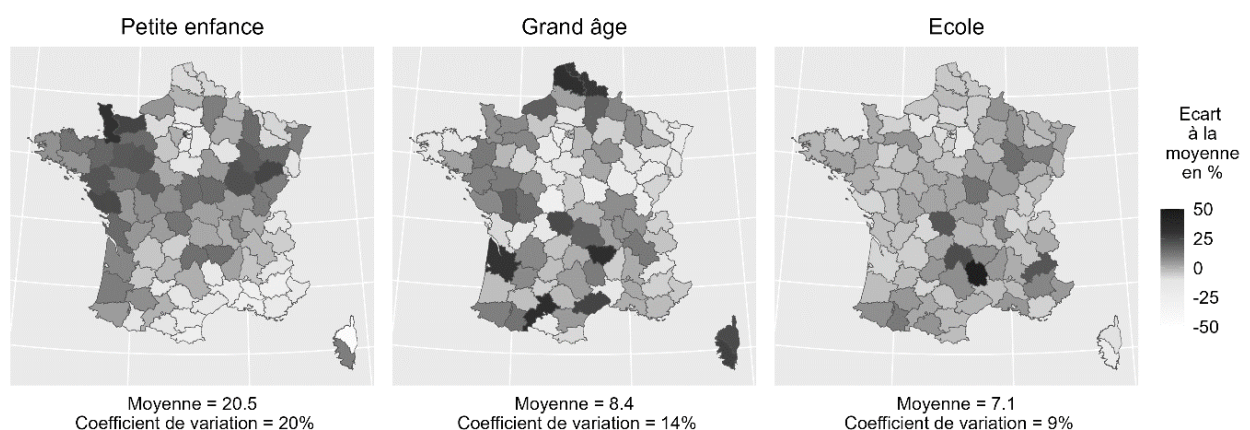 Petite enfance
Grand âge
Ecole
Ecart
à la
moyenne
en %
50
25
0
-25
-50
Moyenne = 20.5
Coefficient de variation = 20%
Moyenne = 8.4
Coefficient de variation = 14%
Moyenne = 7.1
Coefficient de variation = 9%